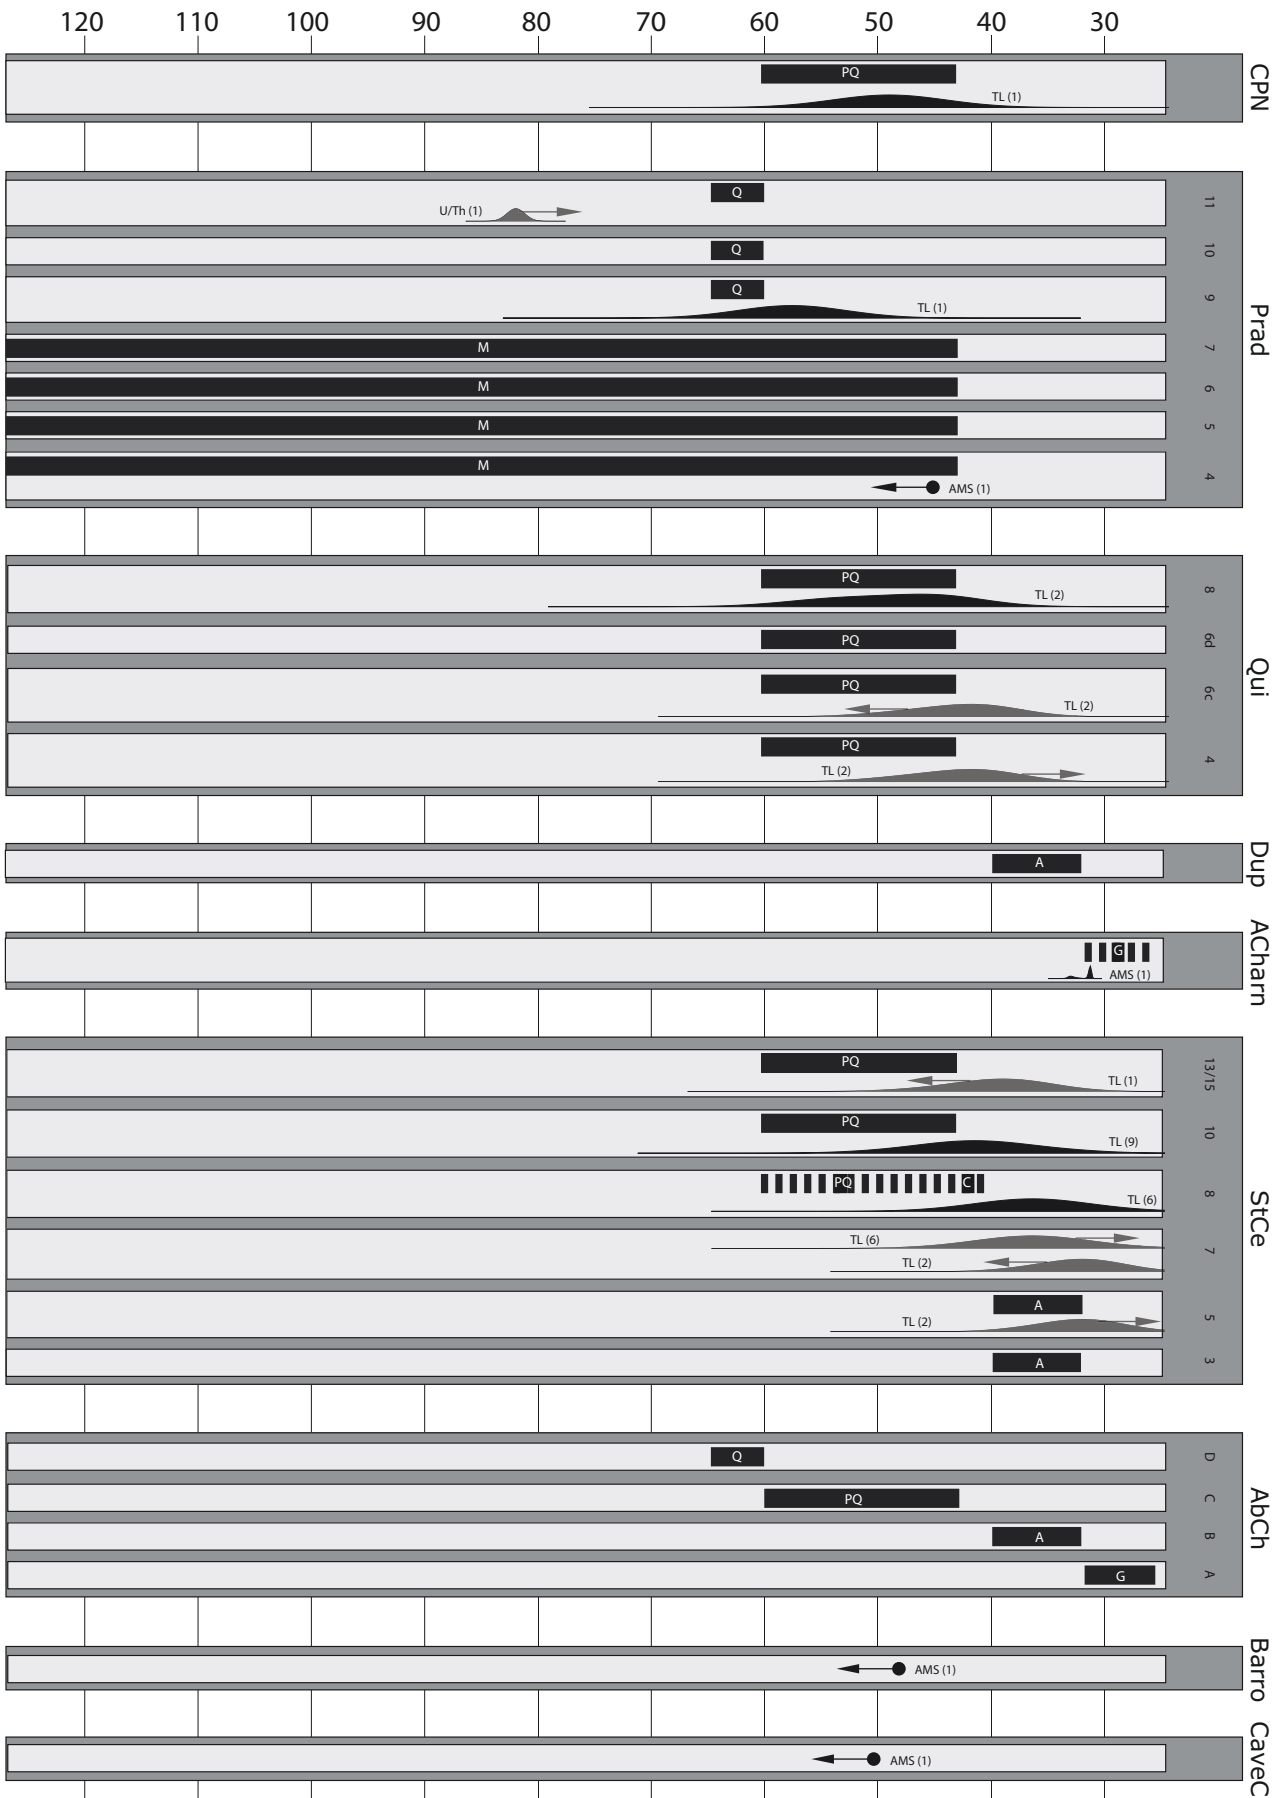 120 110 100 90 80 70 60 50 40 30
PQ
TL (1)
CPN
Q
U/Th (1)
11
Q
10
Q
TL (1)
9
Prad
M
7
M
6
M
5
M
AMS (1)
4
PQ
TL (2)
8
PQ
6d
PQ
TL (2)
6c
Qui
PQ
TL (2)
4
A
Dup
G
AMS (1)
ACharn
PQ
TL (1)
13/15
PQ
TL (9)
10
PQ C
TL (6)
8
StCe
TL (6)
TL (2)
7
A
TL (2)
5
A
3
Q
D
PQ
C
AbCh
A
B
G
A
AMS (1)
Barro
AMS (1)
CaveC